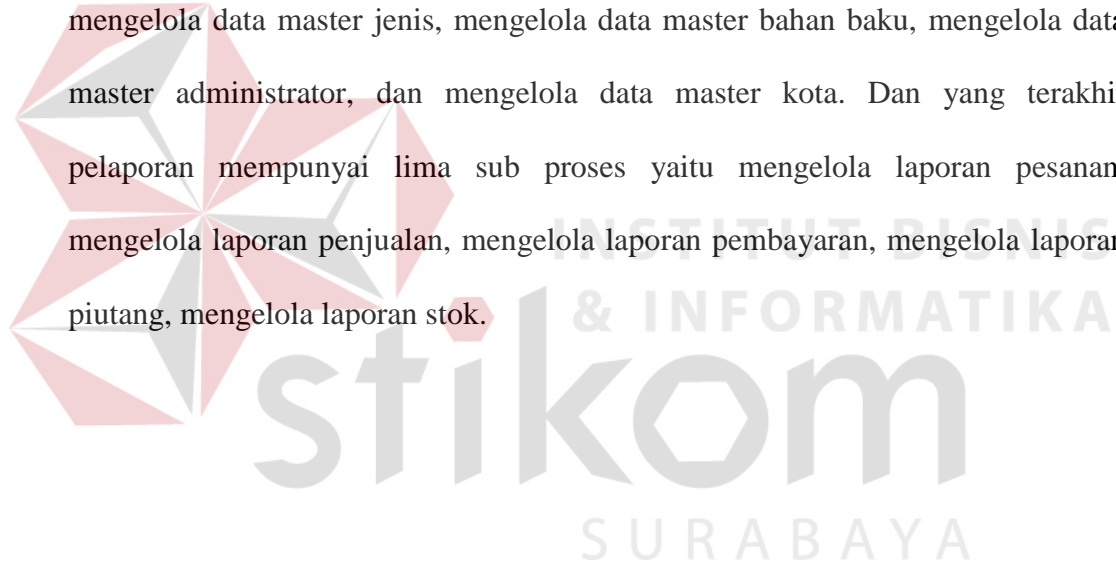 mengelola data master jenis, mengelola data master bahan baku, mengelola data
master administrator, dan mengelola data master kota. Dan yang terakhi
pelaporan mempunyai lima sub proses yaitu mengelola laporan pesanan
mengelola laporan penjualan, mengelola laporan pembayaran, mengelola laporan
piutang, mengelola laporan stok.
INSTITUT BISNIS
& INFORMATIKA
stikom
SURABAYA